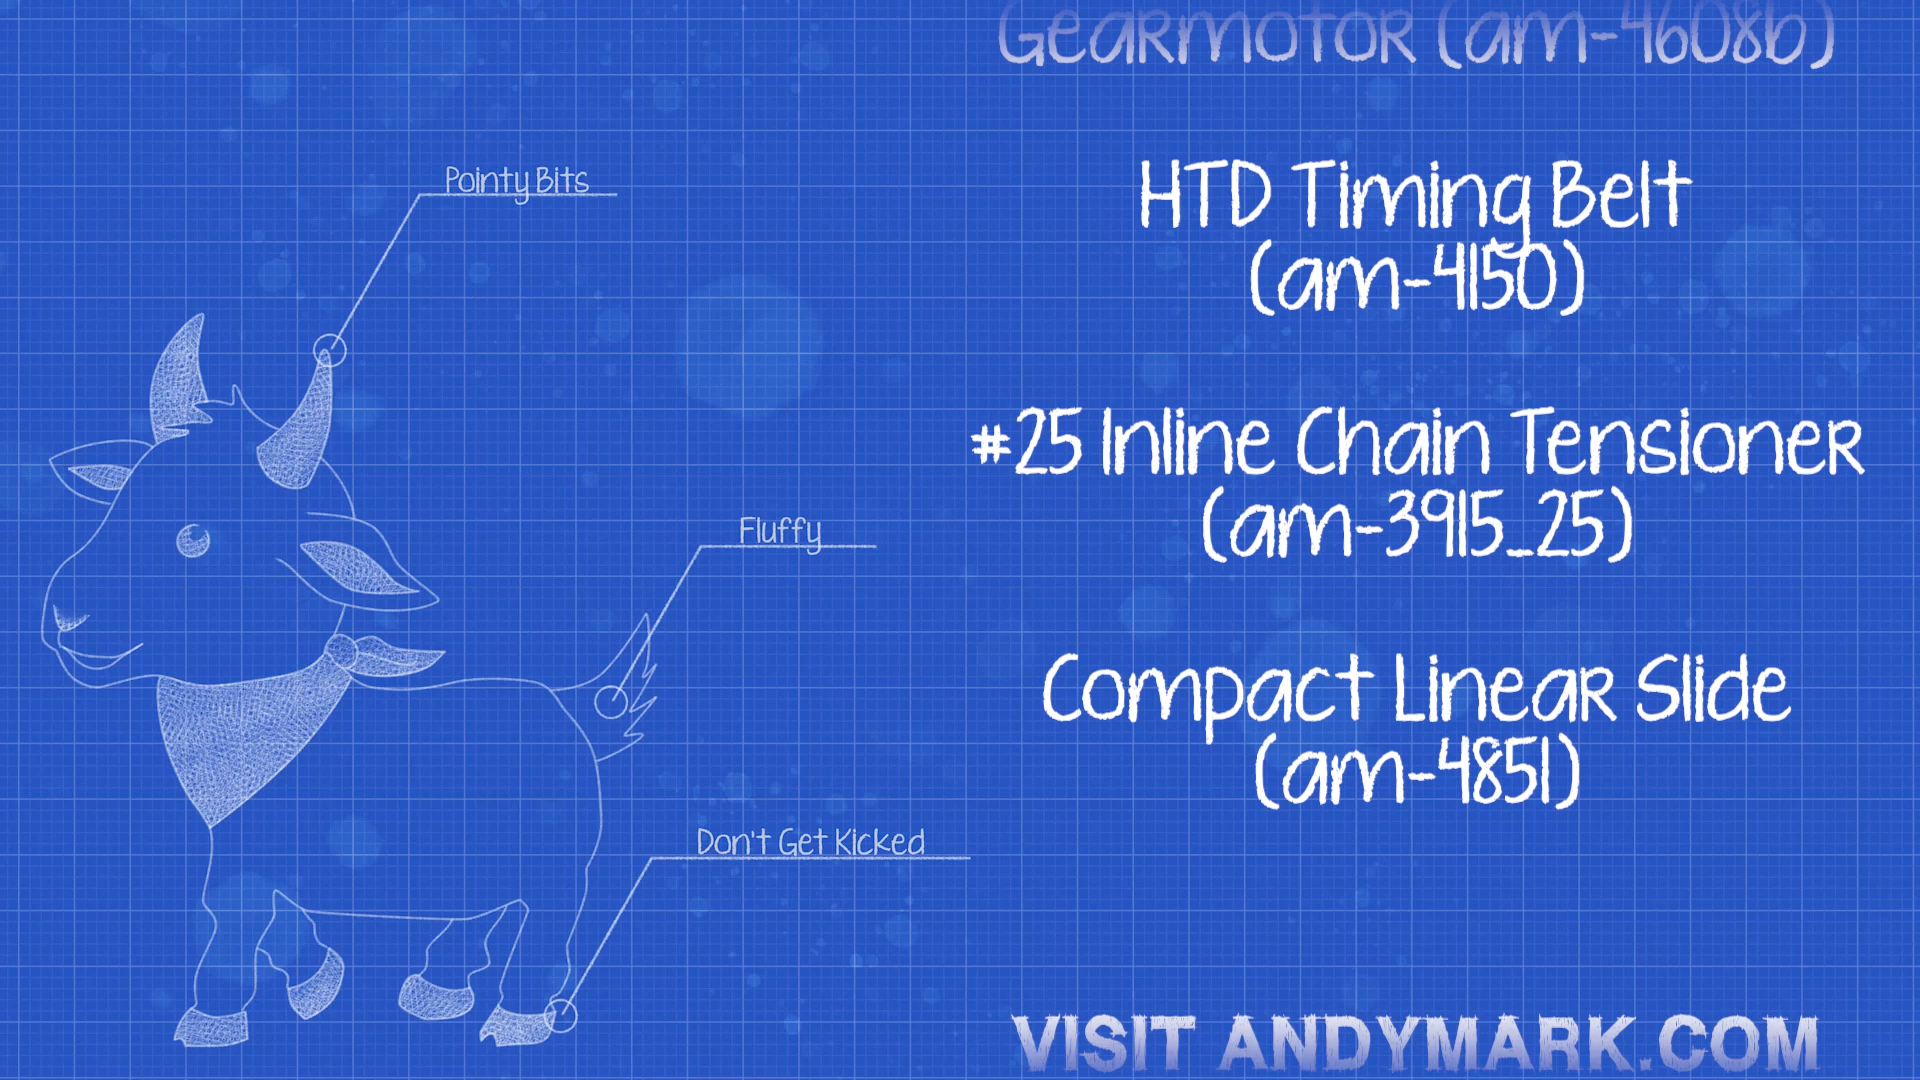 Gearmotor (am-4608b)
Pointy Bits
HTD Timing Belt
(am-4150)
#25 Inline Chain Tensioner
(am-3915_25)
Fluffy
Compact Linear Slide
(am-4851)
Don't Get Kicked
VISIT ANDYMARK.COM